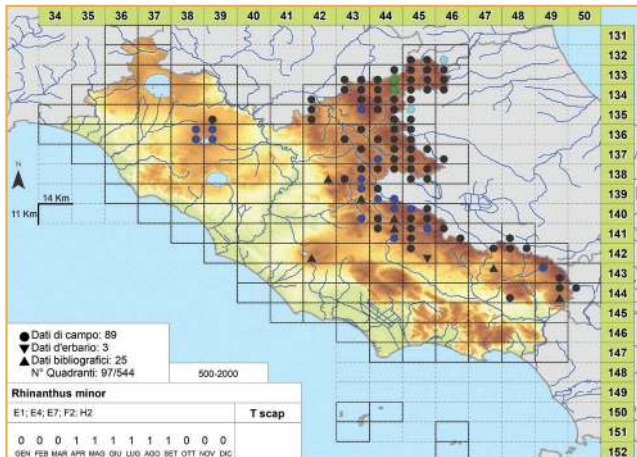 34 35 36 37 38 39 40 41 42 43 44 45 46 47 48 49 50
131
132
133
134
135
136
137
138
139
140
141
142
143
144
145
146
147
148
149
150
151
152
N
14 Km
11 Km
Dati di campo: 89
Dati d'erbario: 3
Dati bibliografici: 25
N° Quadranti: 97/544
500-2000
Rhinanthus minor
E1; E4; E7; F2; H2
T scap
0 0 0 1 1 1 1 1 1 0 0 0
GEN FEB MAR APR MAG GIU LUG AGO SET OTT NOV DIC